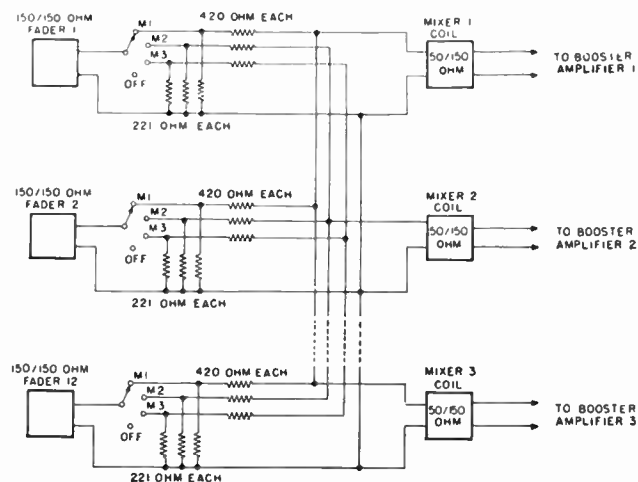 150/150 OHM
FADER 1
M1
M2
M3
OFF
420 OHM EACH
221 OHM EACH
MIXER 1
COIL
50/150
OHM
TO BOOSTER
AMPLIFIER 1
150/150 OHM
FADER 2
M1
M2
M3
OFF
420 OHM EACH
221 OHM EACH
MIXER 2
COIL
50/150
OHM
TO BOOSTER
AMPLIFIER 2
150/150 OHM
FADER 12
M1
M2
M3
OFF
420 OHM EACH
221 OHM EACH
MIXER 3
COIL
50/150
OHM
TO BOOSTER
AMPLIFIER 3